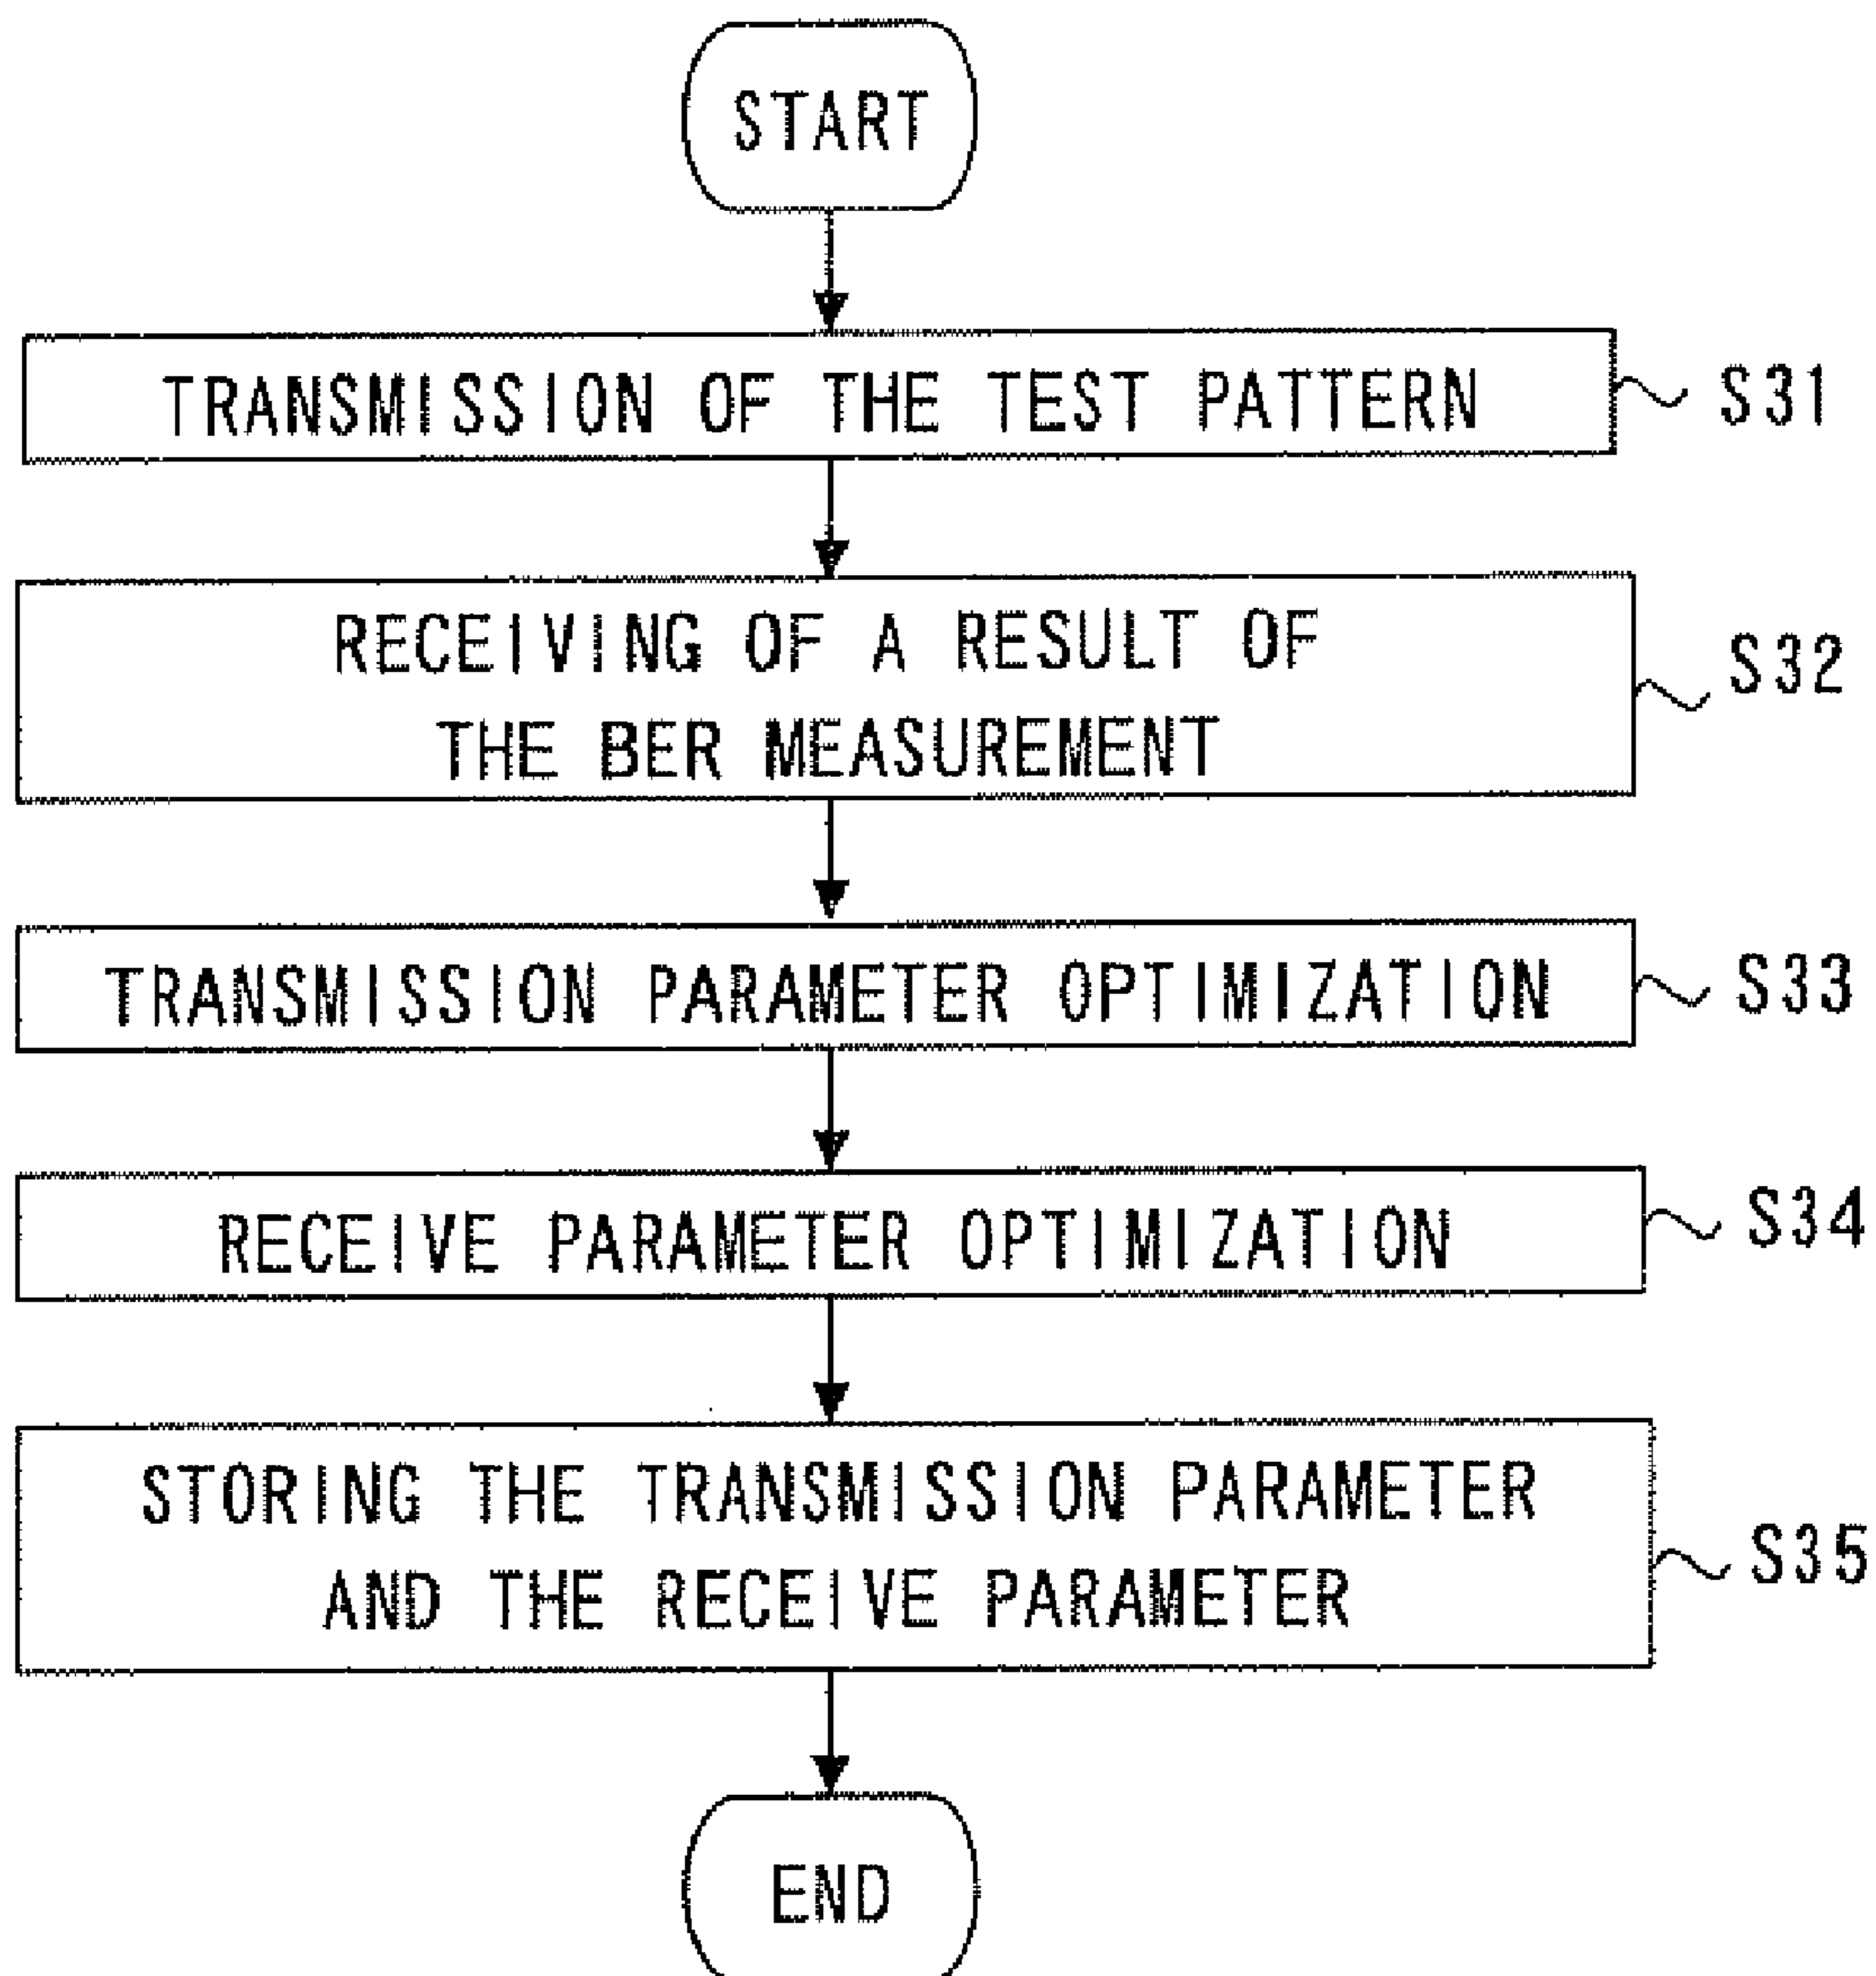 START
TRANSMISSION OF THE TEST PATTERN
S31
RECEIVING OF A RESULT OF
THE BER MEASUREMENT
S32
TRANSMISSION PARAMETER OPTIMIZATION
S33
RECEIVE PARAMETER OPTIMIZATION
S34
STORING THE TRANSMISSION PARAMETER
AND THE RECEIVE PARAMETER
S35
END